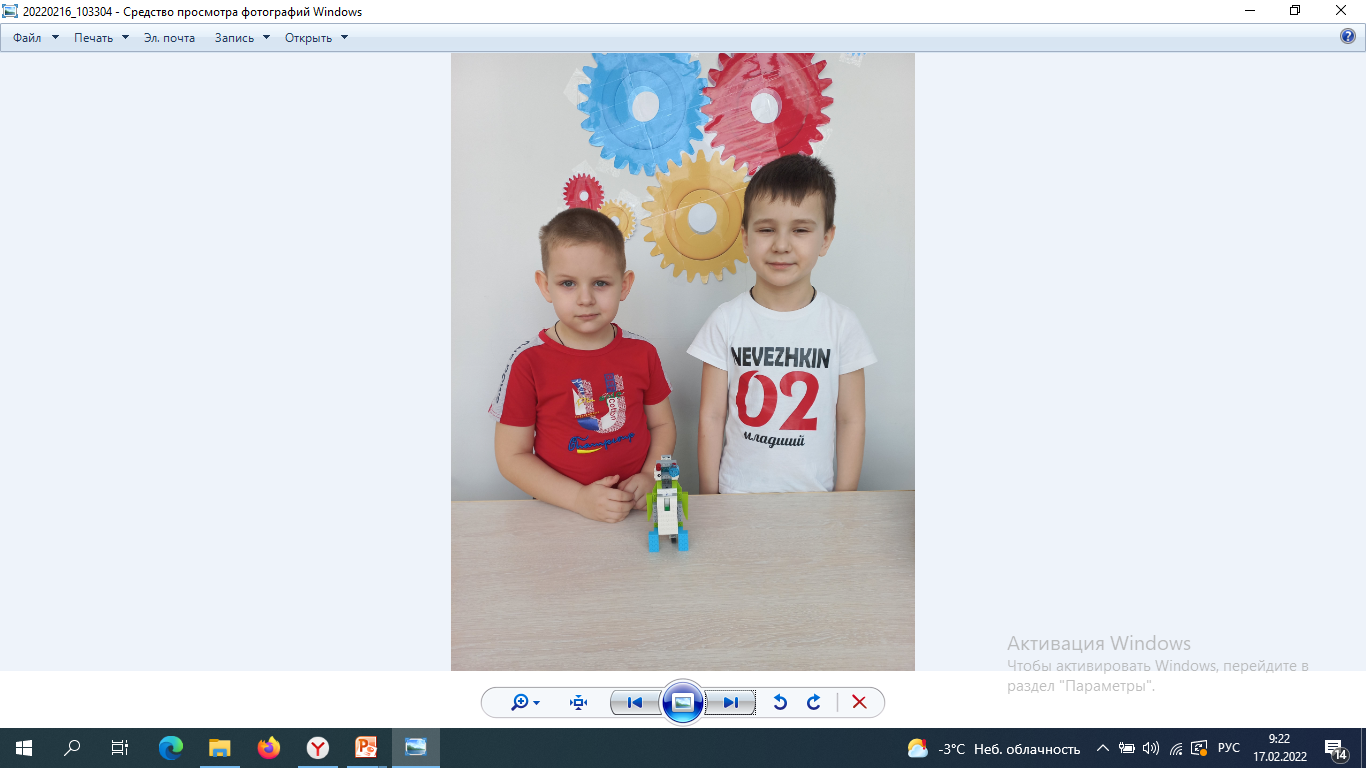 20220216_103304 - Средство просмотра фотографий Windows
Файл Печать Эл. почта Запись Открыть
NEVEZHKIN
02
младший
Cotton
Активация Windows
Чтобы активировать Windows, перейдите в
раздел "Параметры".
-3°C Неб. облачность
РУС
9:22
17.02.2022
14